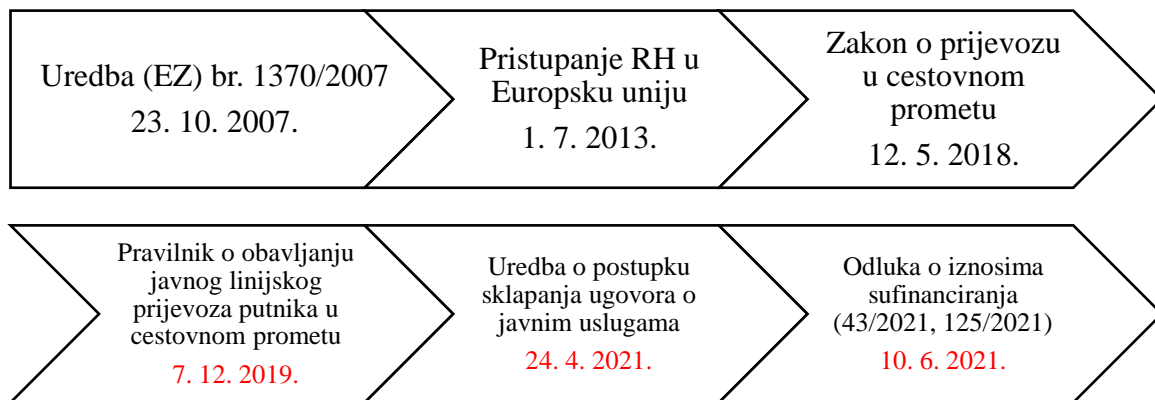 Uredba (EZ) br. 1370/2007
23. 10. 2007.
Pristupanje RH u
Europsku uniju
1. 7. 2013.
Zakon o prijevozu
u cestovnom
prometu
12. 5. 2018.
Pravilnik o obavljanju
javnog linijskog
prijevoza putnika u
cestovnom prometu
7. 12. 2019.
Uredba o postupku
sklapanja ugovora o
javnim uslugama
24. 4. 2021.
Odluka o iznosima
sufinanciranja
(43/2021, 125/2021)
10. 6. 2021.